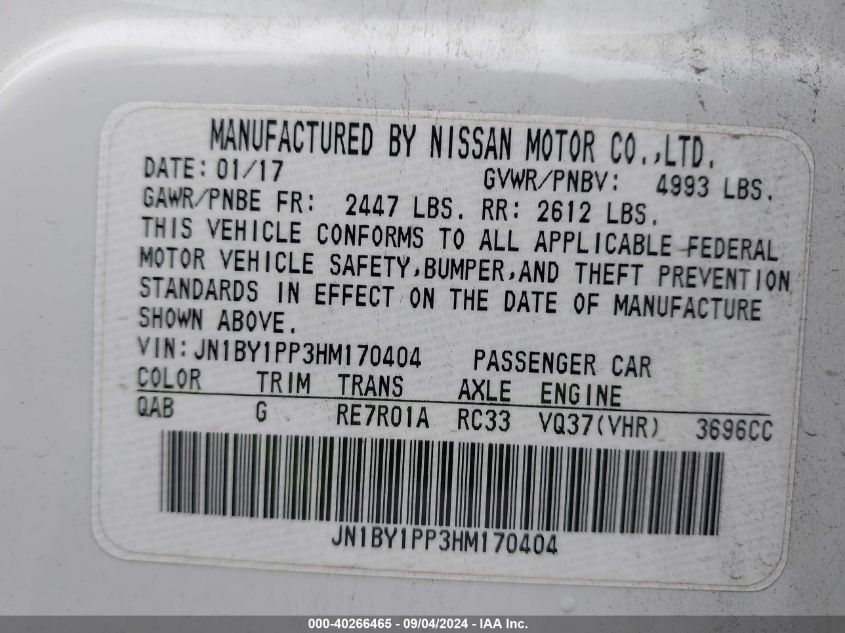 MANUFACTURED BY NISSAN MOTOR CO.,LTD.
DATE: 01/17 GVWR/PNBV: 4993 LBS.
GAWR/PNBE FR: 2447 LBS. RR: 2612 LBS.
THIS VEHICLE CONFORMS TO ALL APPLICABLE FEDERAL
MOTOR VEHICLE SAFETY,BUMPER,AND THEFT PREVENTION
STANDARDS IN EFFECT ON THE DATE OF MANUFACTURE
SHOWN ABOVE.
VIN:JN1BY1PP3HM170404 PASSENGER CAR
COLOR TRIM TRANS AXLE ENGINE
QAB G RE7R01A RC33 VQ37(VHR) 3696CC
JN1BY1PP3HM170404
000-40266465 - 09/04/2024 - IAA Inc.